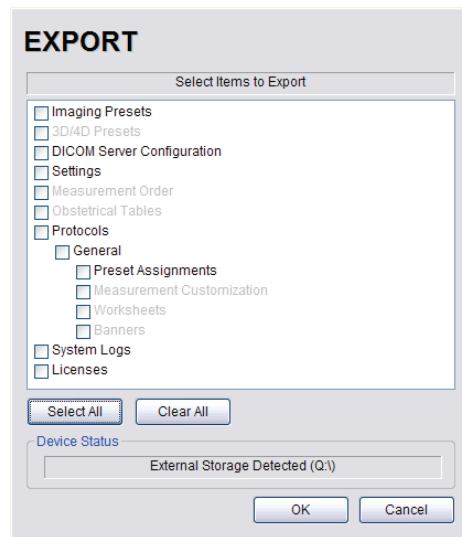 EXPORT
Select Items to Export
Imaging Presets
3D/4D Presets
DICOM Server Configuration
Settings
Measurement Order
Obstetrical Tables
Protocols
General
Preset Assignments
Measurement Customization
Worksheets
Banners
System Logs
Licenses
Select All Clear All
Device Status
External Storage Detected (Q:\)
OK Cancel